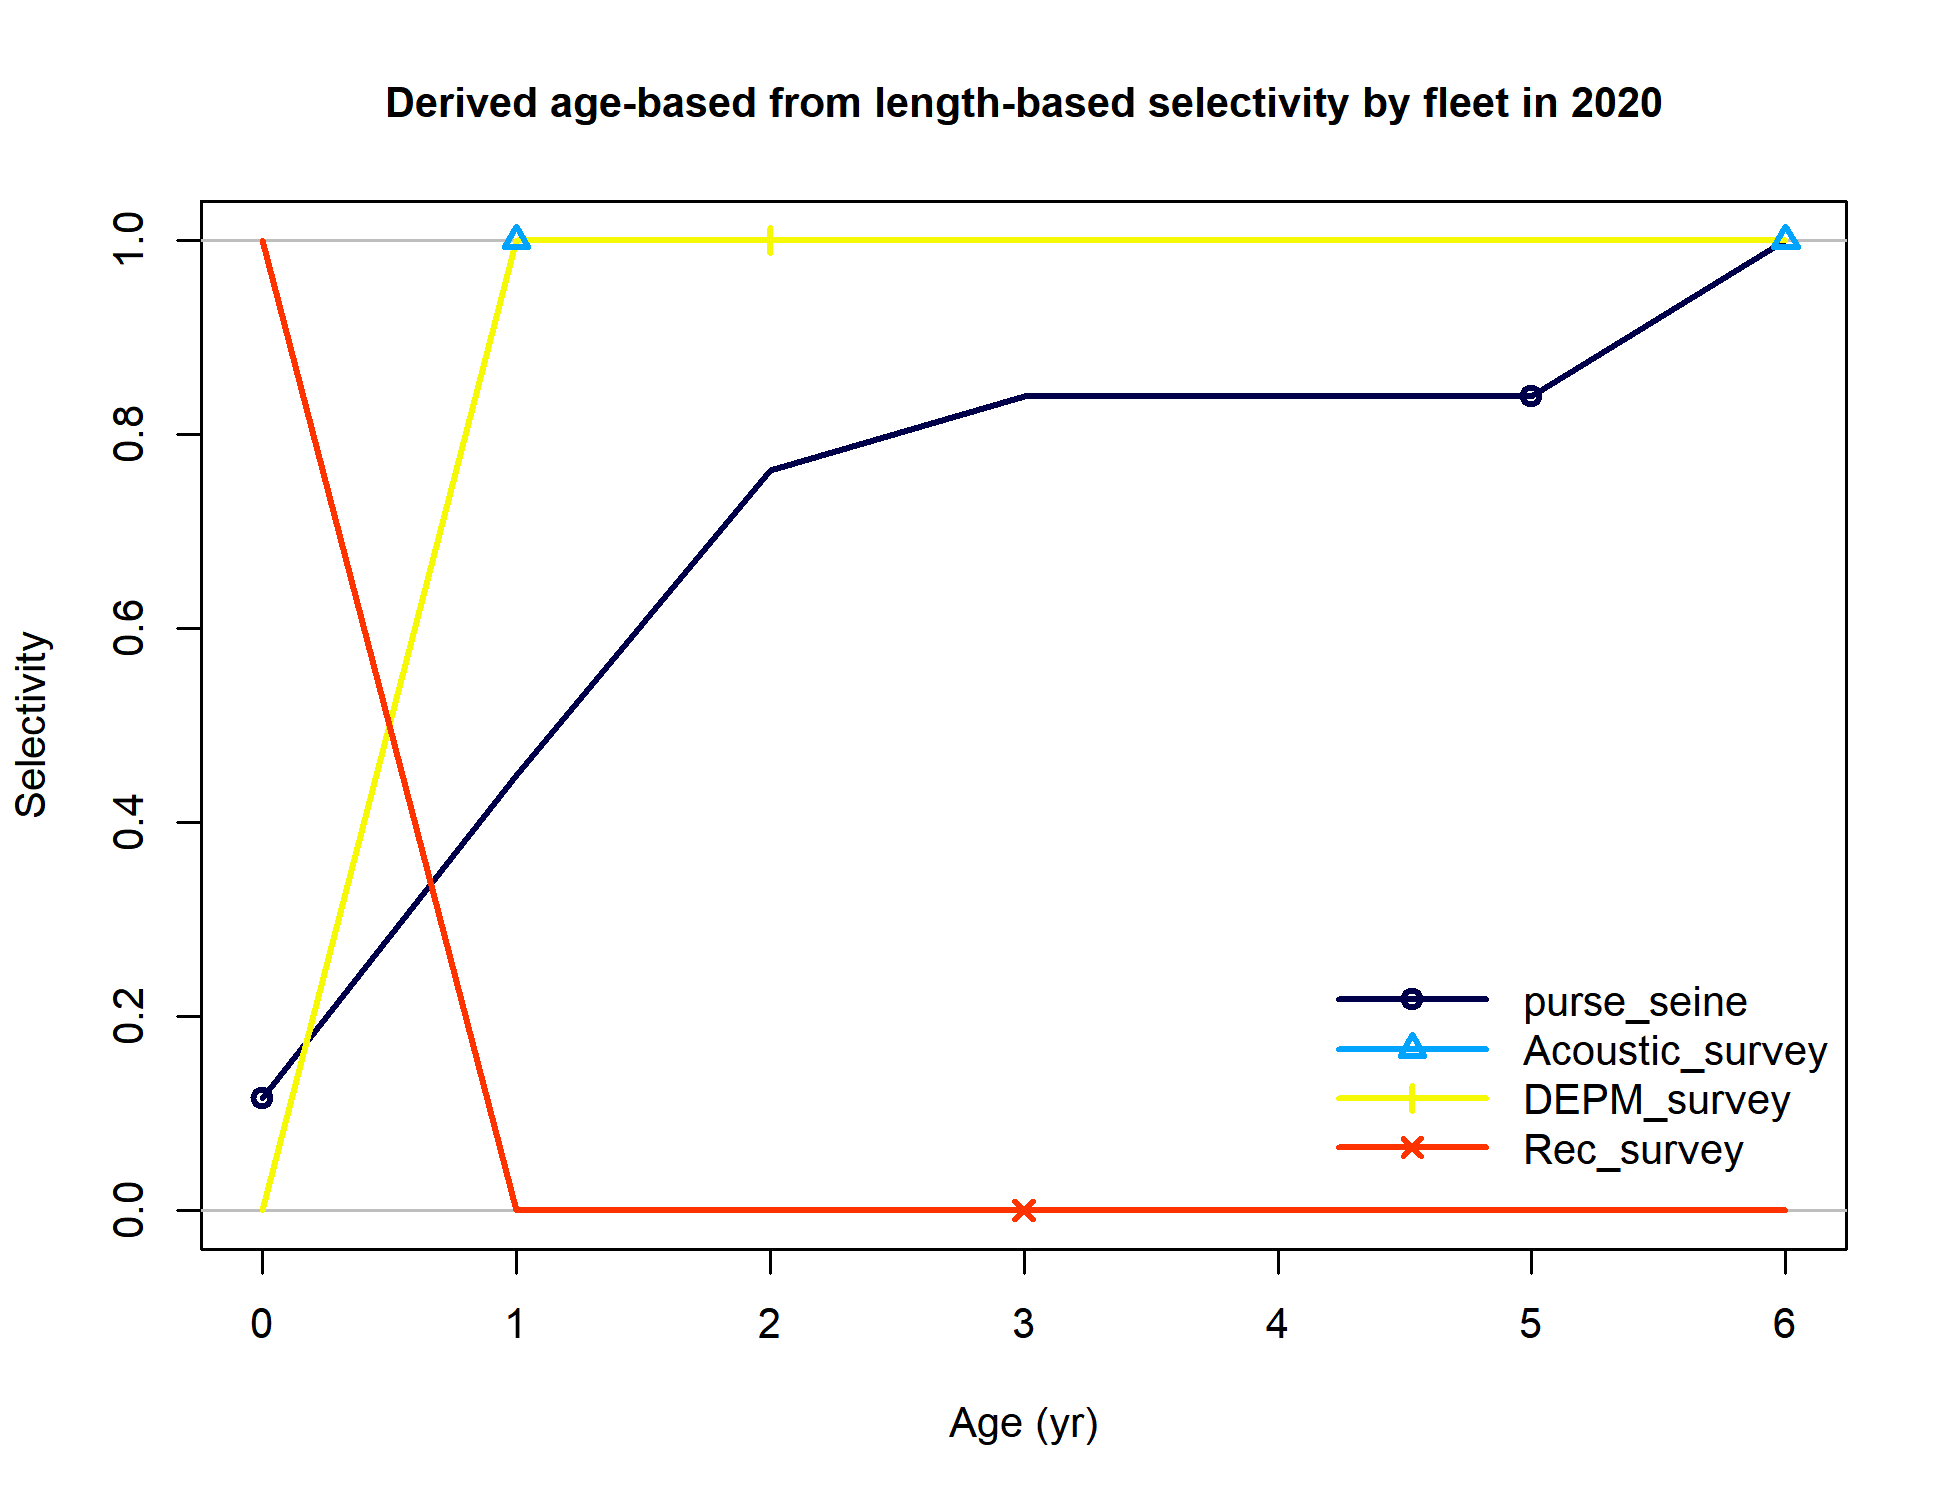 Derived age-based from length-based selectivity by fleet in 2020
Selectivity
1.0
0.8
0.6
0.4
0.2
0.0
purse_seine
Acoustic_survey
DEPM_survey
Rec_survey
0 1 2 3 4 5 6
Age (yr)